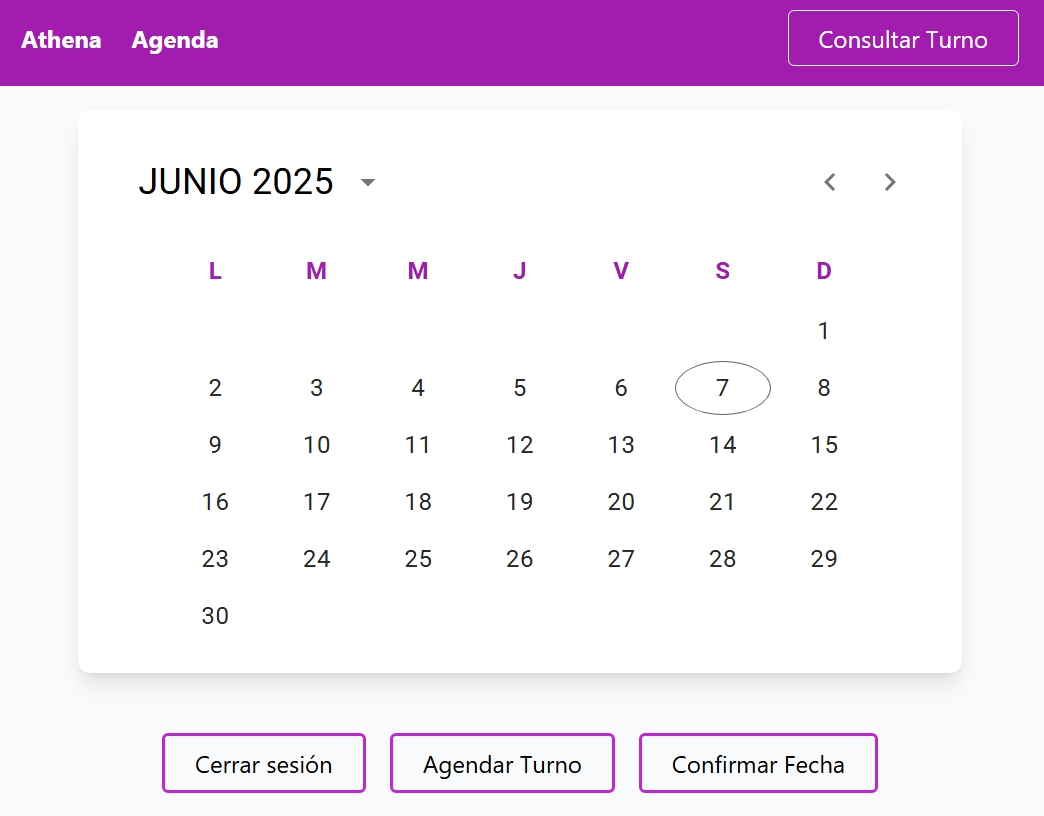 Athena Agenda Consultar Turno
JUNIO 2025
L M M J V S D
1
2 3 4 5 6 7 8
9 10 11 12 13 14 15
16 17 18 19 20 21 22
23 24 25 26 27 28 29
30
Cerrar sesión Agendar Turno Confirmar Fecha